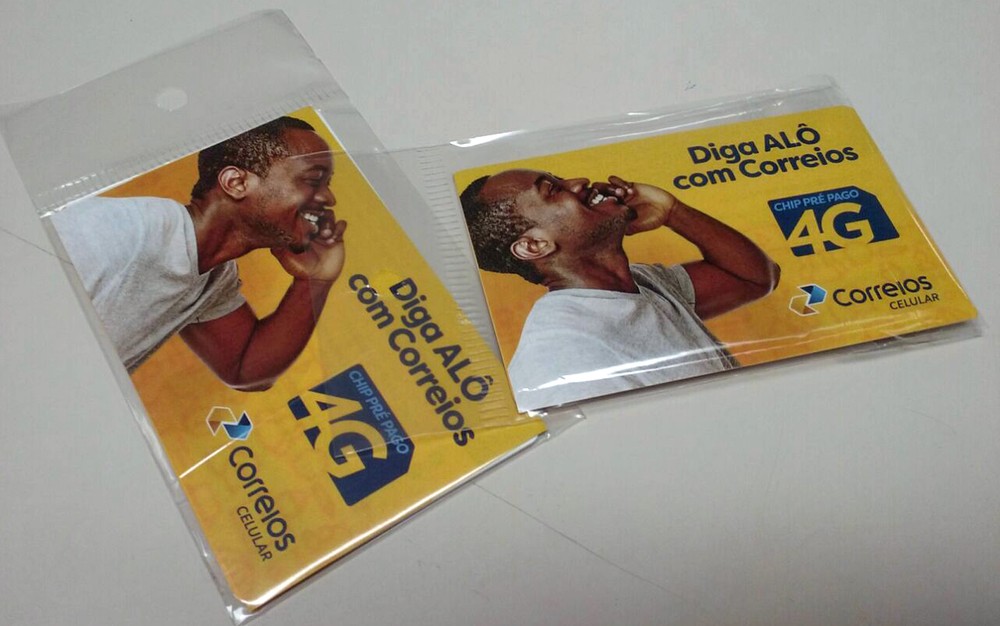 Diga ALÔ
com Correios
CHIP PRÉ PAGO
4G
Correios
CELULAR
Diga ALÔ
com Correios
CHIP PRÉ PAGO
4G
Correios
CELULAR